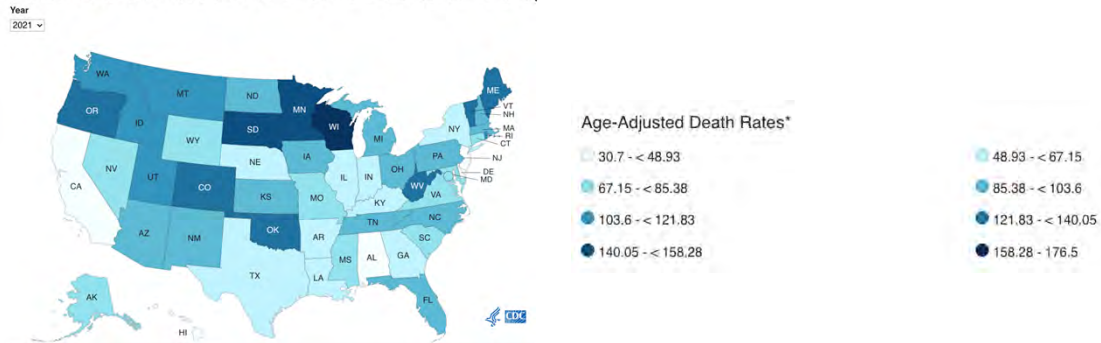 Year
2021
WA
MT
ND
MN
ME
VT
NH
OR
ID
SD
WI
MI
NY
MA
RI
CT
WY
IA
PA
NJ
NV
NE
OH
DE
MD
CA
UT
CO
IL
IN
WV
KS
MO
KY
VA
AZ
NM
OK
TN
NC
AR
SC
TX
MS
AL
GA
LA
AK
FL
HI
CDC
Age-Adjusted Death Rates*
30.7 - < 48.93
48.93 - < 67.15
67.15 - < 85.38
85.38 - < 103.6
103.6 - < 121.83
121.83 - < 140.05
140.05 - < 158.28
158.28 - 176.5